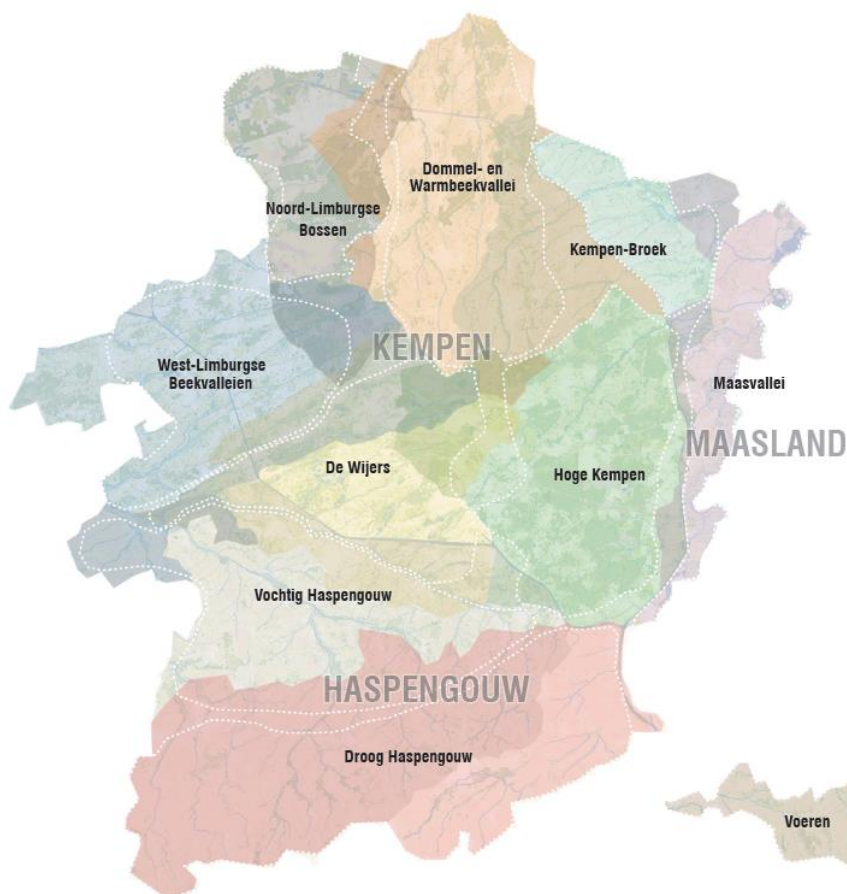 Dommel- en
Warmbeekvallei
Noord-Limburgse
Bossen
Kempen-Broek
KEMPEN
West-Limburgse
Beekvalleien
Maasvallei
MAASLAND
De Wijers
Hoge Kempen
Vochtig Haspengouw
HASPENGOUW
Droog Haspengouw
Voeren